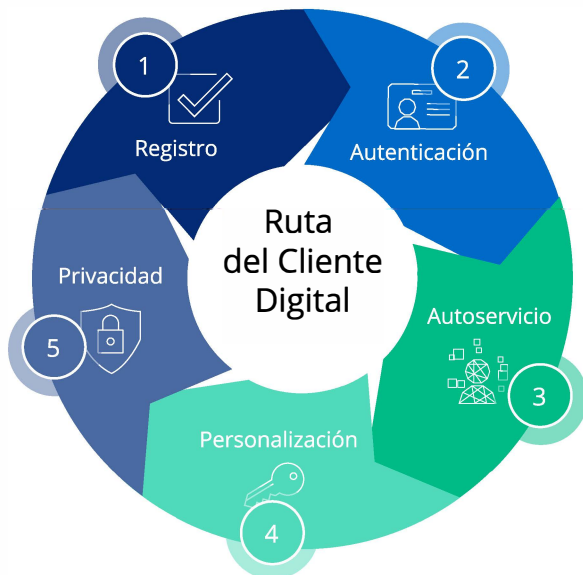 Ruta
del Cliente
Digital
1
Registro
2
Autenticación
Autoservicio
3
Personalización
4
Privacidad
5